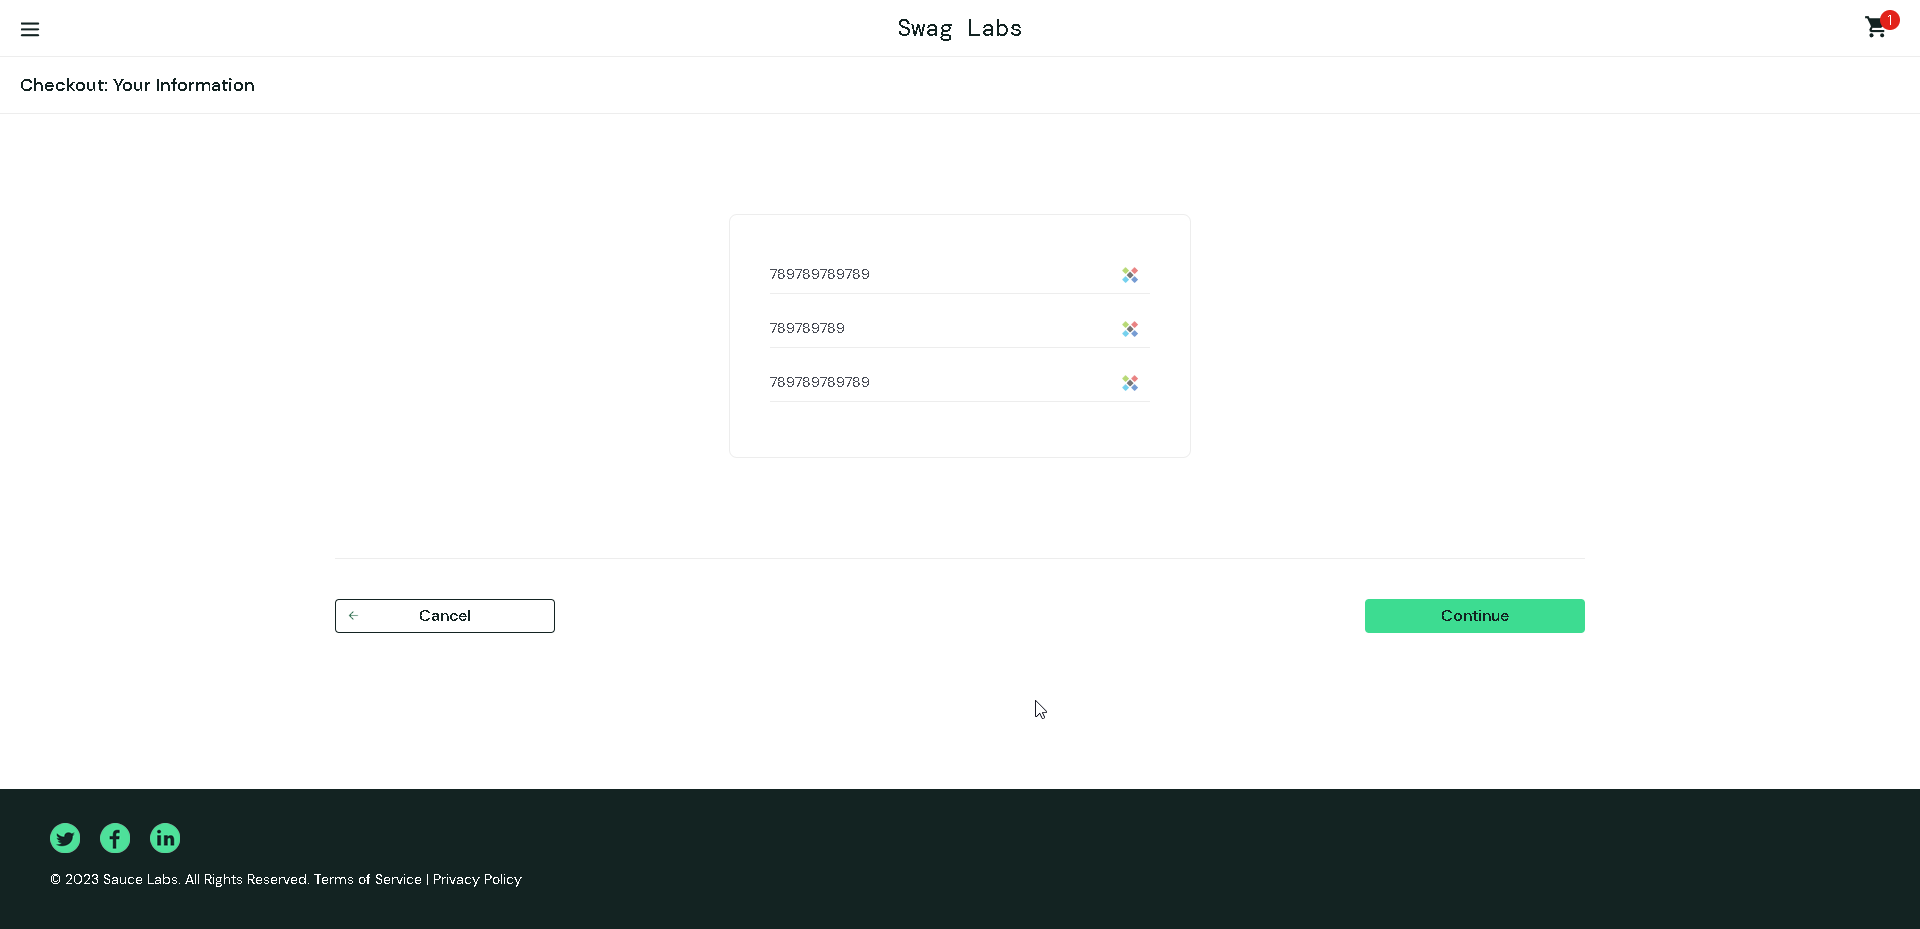 Swag Labs
1
Checkout: Your Information
789789789789
789789789
789789789789
Cancel
Continue
© 2023 Sauce Labs. All Rights Reserved. Terms of Service | Privacy Policy